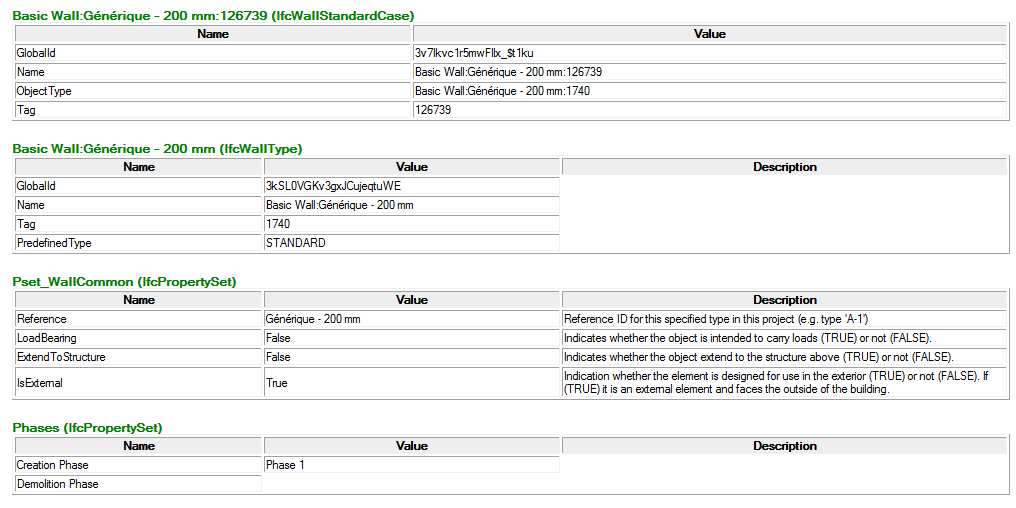 Basic Wall:Générique - 200 mm:126739 (IfcWallStandardCase)
Name Value
GlobalId 3v7Ikvc1r5mwFlIx_$t1ku
Name Basic Wall:Générique - 200 mm:126739
ObjectType Basic Wall:Générique - 200 mm:1740
Tag 126739
Basic Wall:Générique - 200 mm (IfcWallType)
Name Value Description
GlobalId 3kSL0VGKv3gxJCujeqtuWE
Name Basic Wall:Générique - 200 mm
Tag 1740
PredefinedType STANDARD
Pset_WallCommon (IfcPropertySet)
Name Value Description
Reference Générique - 200 mm Reference ID for this specified type in this project (e.g. type 'A-1')
LoadBearing False Indicates whether the object is intended to carry loads (TRUE) or not (FALSE).
ExtendToStructure False Indicates whether the object extend to the structure above (TRUE) or not (FALSE).
IsExternal True Indication whether the element is designed for use in the exterior (TRUE) or not (FALSE). If
(TRUE) it is an external element and faces the outside of the building.
Phases (IfcPropertySet)
Name Value Description
Creation Phase Phase 1
Demolition Phase